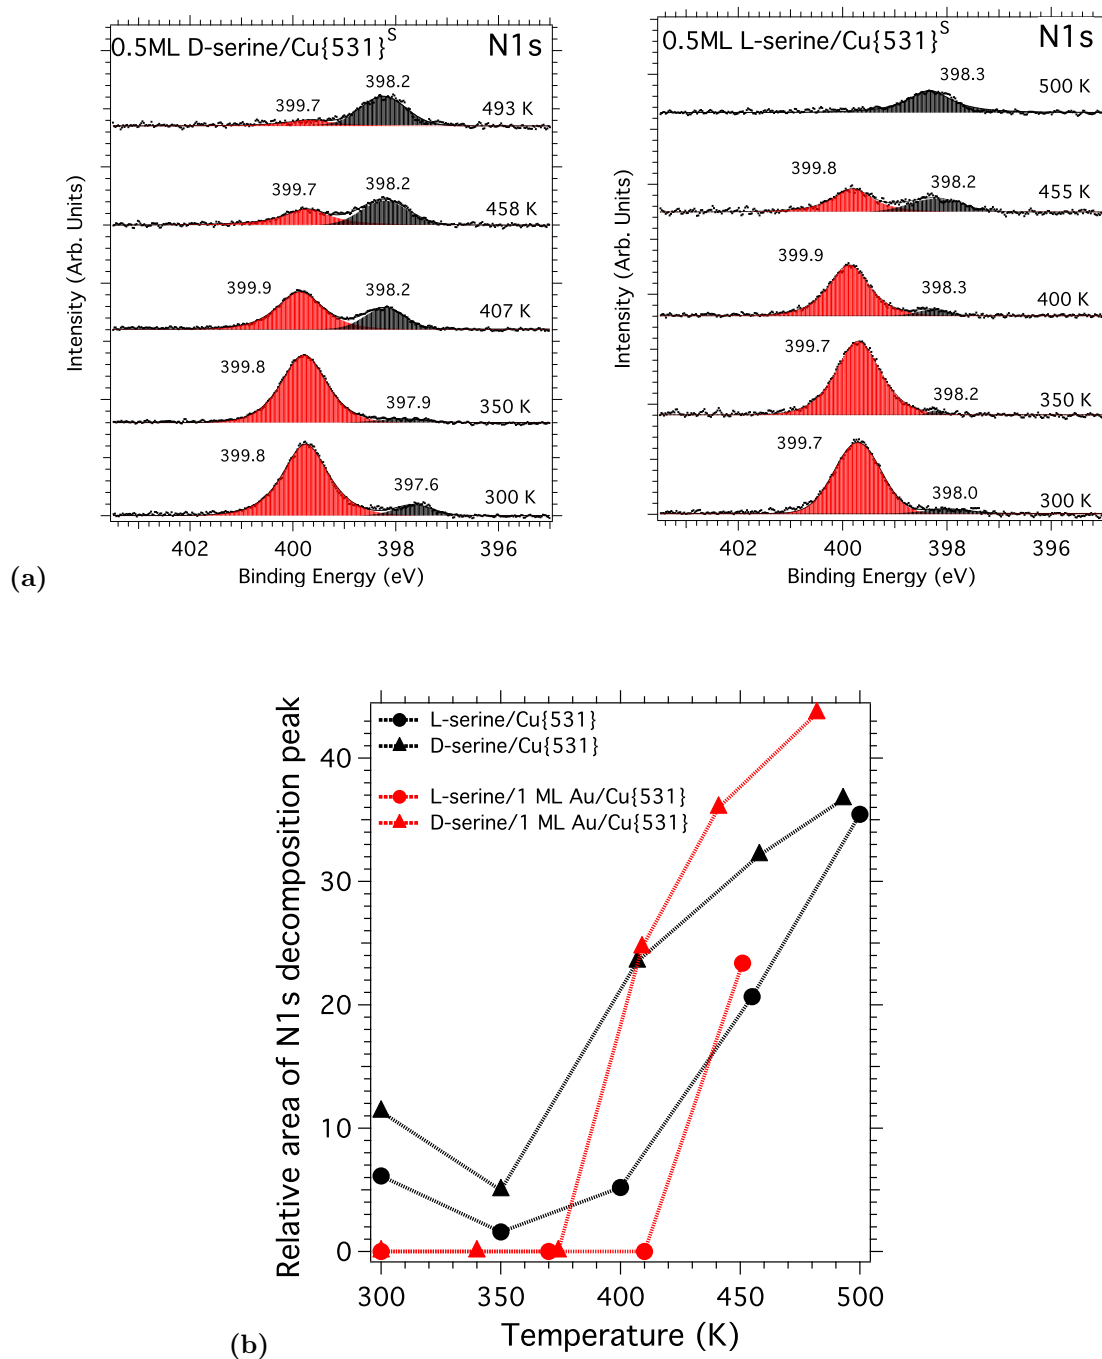 0.5ML D-serine/Cu{531}S N1s
398.2
399.7
493 K
399.7
398.2
458 K
399.9
398.2
407 K
399.8
397.9
350 K
399.8
397.6
300 K
Intensity (Arb. Units)
402 400 398 396
Binding Energy (eV)
0.5ML L-serine/Cu{531}S N1s
398.3
500 K
399.8
398.2
455 K
399.9
398.3
400 K
399.7
398.2
350 K
399.7
398.0
300 K
Intensity (Arb. Units)
402 400 398 396
Binding Energy (eV)
(a)
L-serine/Cu{531}
D-serine/Cu{531}
L-serine/1 ML Au/Cu{531}
D-serine/1 ML Au/Cu{531}
Relative area of N1s decomposition peak
40
30
20
10
0
300 350 400 450 500
Temperature (K)
(b)